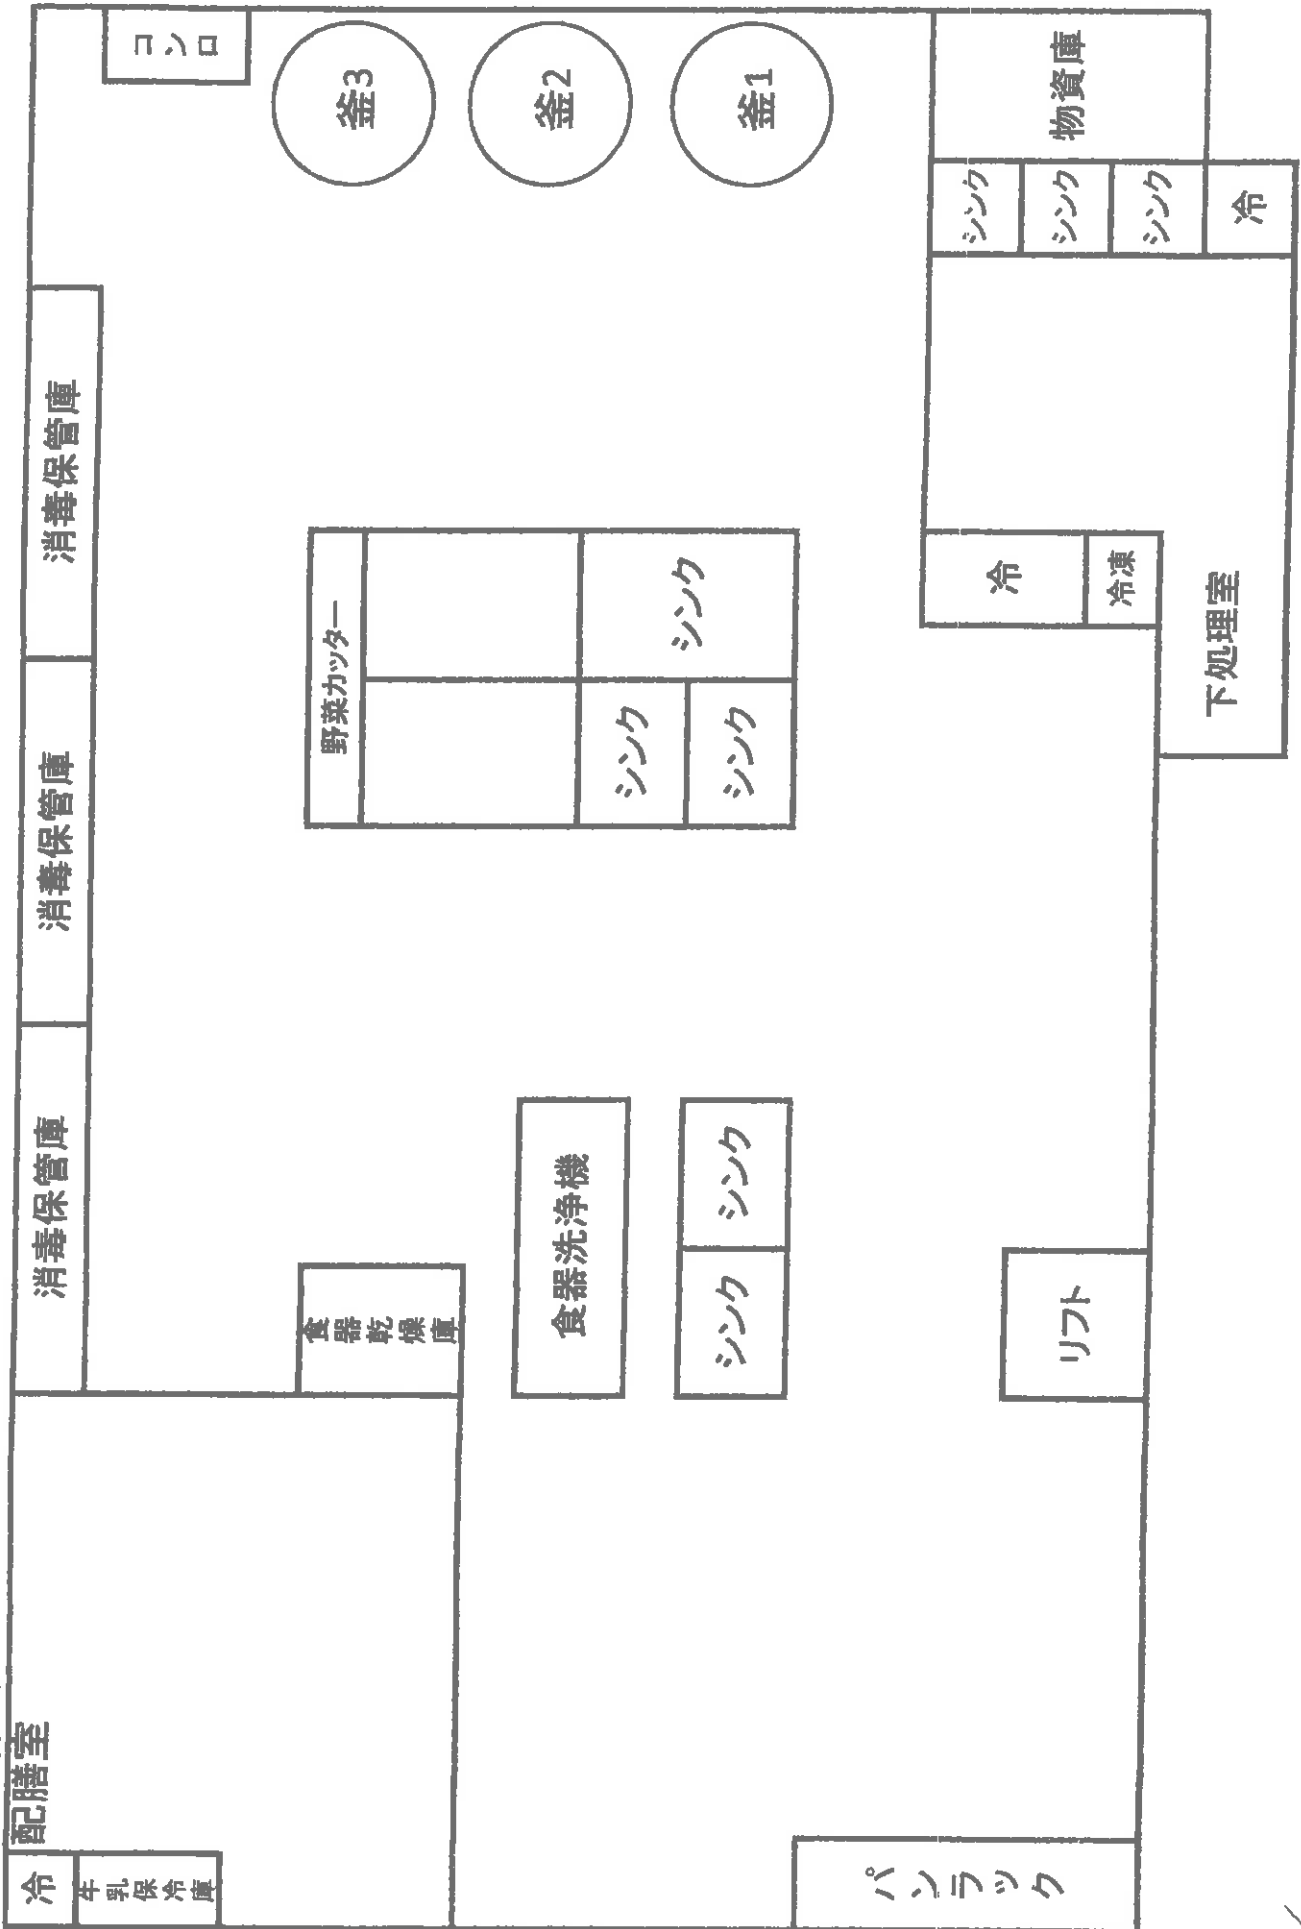 冷
配膳室
消毒保管庫
消毒保管庫
消毒保管庫
コンロ
牛乳保冷庫
食器乾燥庫
野菜カッター
釜3
食器洗浄機
シンク
釜2
シンク
シンク
シンク
シンク
釜1
パンラック
リフト
冷
冷凍
下処理室
シンク
シンク
シンク
冷
物資庫